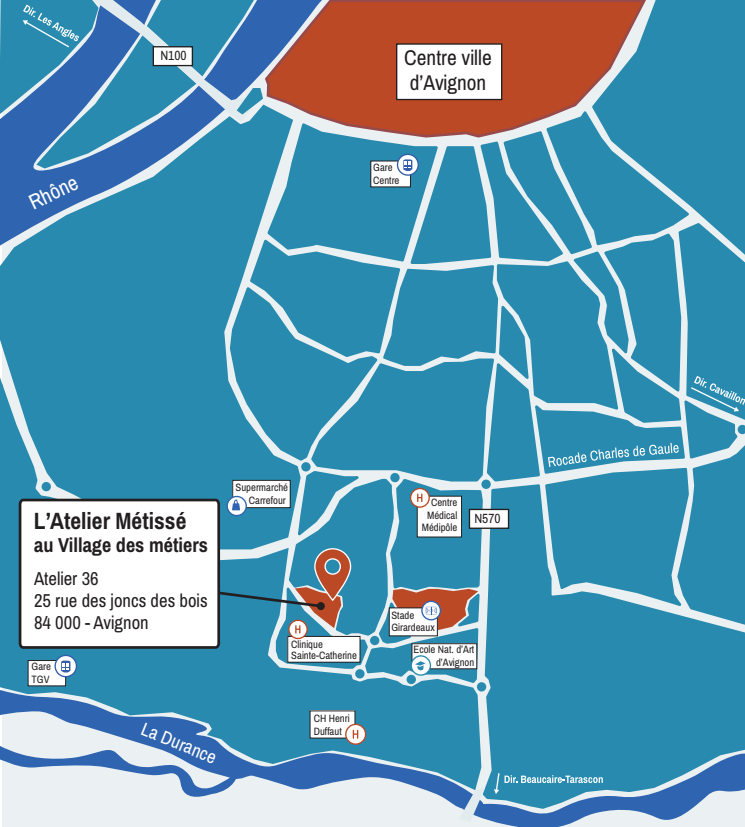 Dir. Les Angles
N100
Centre ville
d'Avignon
Rhône
Gare
Centre
Dir. Cavaillon
Rocade Charles de Gaule
Supermarché
Carrefour
H
Centre
Médical
Médipôle
N570
L'Atelier Métissé
au Village des métiers
Atelier 36
25 rue des joncs des bois
84 000 - Avignon
Stade
Girardeaux
H
Clinique
Sainte-Catherine
Ecole Nat. d'Art
d'Avignon
Gare
TGV
CH Henri
Duffaut
H
La Durance
Dir. Beaucaire-Tarascon